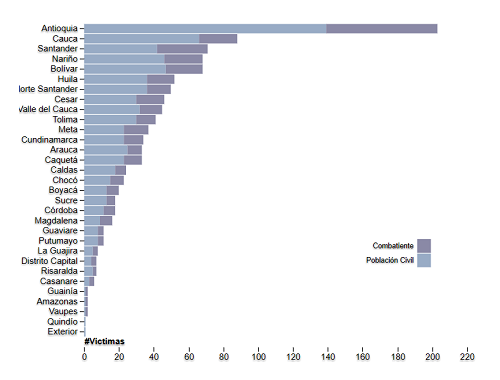 Antioquia
Cauca
Santander
Nariño
Bolívar
Huila
Norte Santander
Cesar
Valle del Cauca
Tolima
Meta
Cundinamarca
Arauca
Caquetá
Caldas
Chocó
Boyacá
Sucre
Córdoba
Magdalena
Guaviare
Putumayo
La Guajira
Distrito Capital
Risaralda
Casanare
Guainía
Amazonas
Vaupes
Quindío
Exterior
Combatiente
Población Civil
#Víctimas
0 20 40 60 80 100 120 140 160 180 200 220